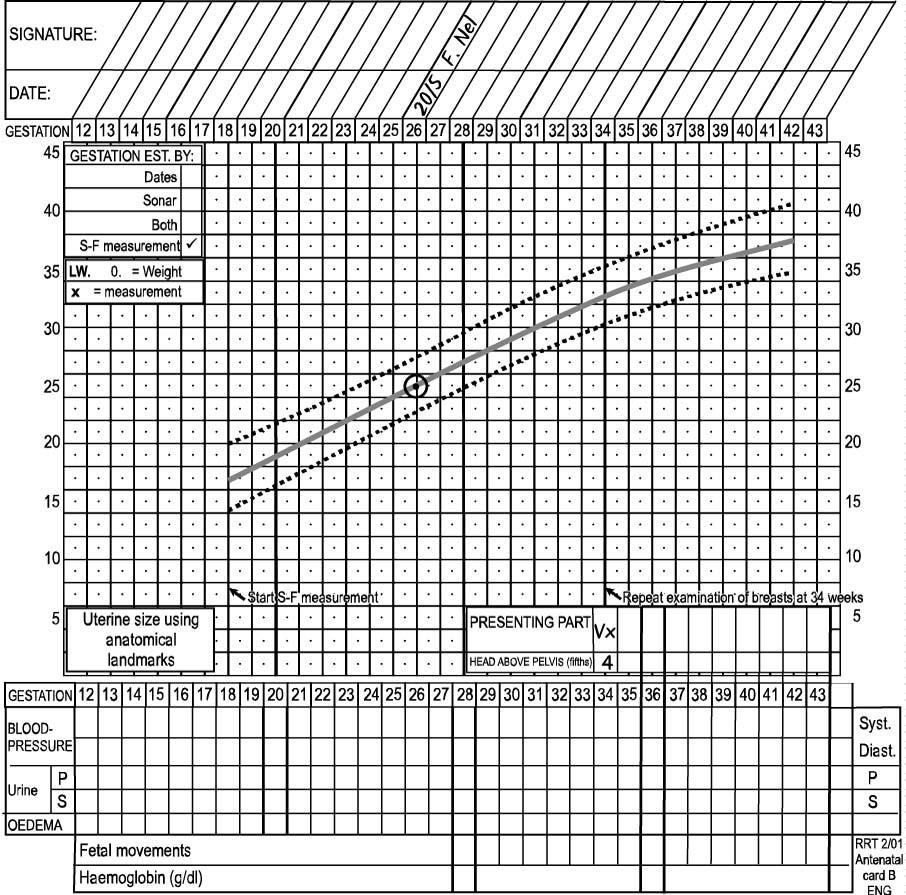 SIGNATURE:
20/5 F. Nel
DATE:
GESTATION 12 13 14 15 16 17 18 19 20 21 22 23 24 25 26 27 28 29 30 31 32 33 34 35 36 37 38 39 40 41 42 43
45 GESTATION EST. BY: 45
Dates
Sonar
40 Both 40
S-F measurement ✓
35 LW. 0. = Weight 35
x = measurement
30 30
25 25
20 20
15 15
10 10
Start S-F measurement Repeat examination of breasts at 34 weeks
5 5
Uterine size using
anatomical
landmarks
PRESENTING PART Vx
HEAD ABOVE PELVIS (fifths) 4
GESTATION 12 13 14 15 16 17 18 19 20 21 22 23 24 25 26 27 28 29 30 31 32 33 34 35 36 37 38 39 40 41 42 43
BLOOD- Syst.
PRESSURE Diast.
Urine P P
S S
OEDEMA
Fetal movements
Haemoglobin (g/dl)
RRT 2/01
Antenatal
card B
ENG